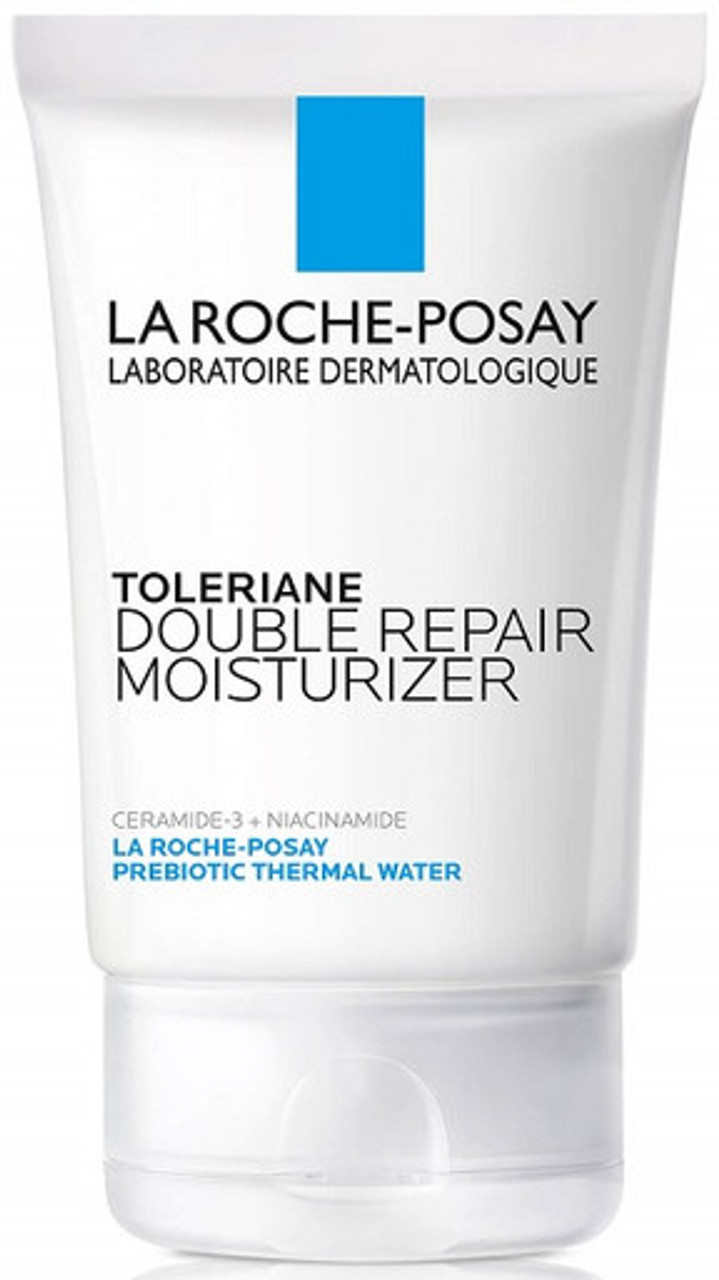 LA ROCHE-POSAY
LABORATOIRE DERMATOLOGIQUE
TOLERIANE
DOUBLE REPAIR
MOISTURIZER
CERAMIDE-3 + NIACINAMIDE
LA ROCHE-POSAY
PREBIOTIC THERMAL WATER